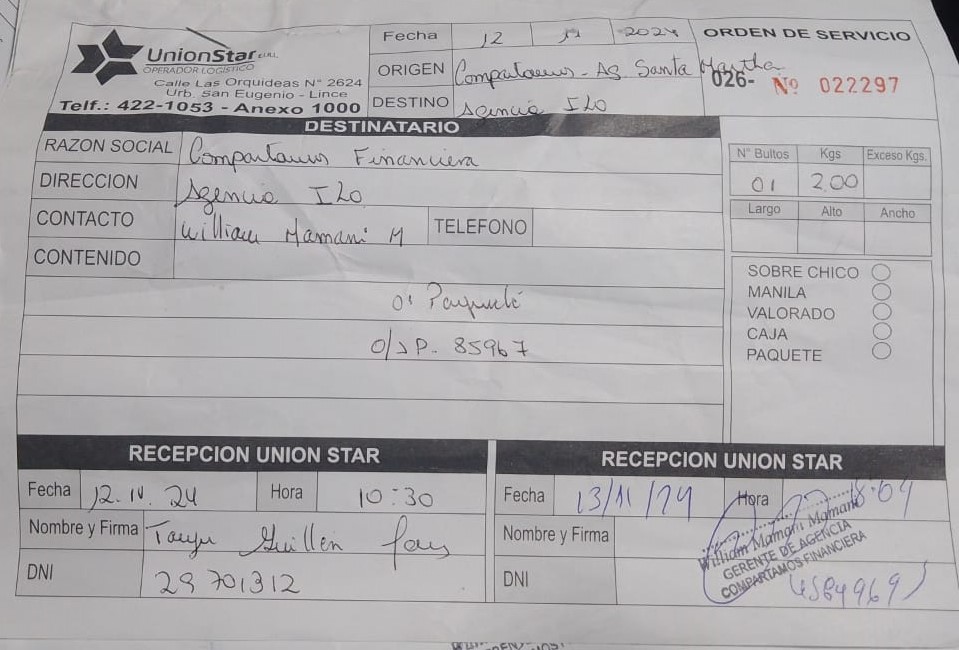 UnionStar E.I.R.L.
OPERADOR LOGISTICO
Calle Las Orquideas N° 2624
Urb. San Eugenio - Lince
Telf.: 422-1053 - Anexo 1000
Fecha 12 11 2024
ORIGEN Compartamos - Ag Santa Martha
DESTINO Agencia ILO
ORDEN DE SERVICIO
026- Nº 022297
DESTINATARIO
RAZON SOCIAL Compartamos Financiera
DIRECCION Agencia ILO
CONTACTO William Mamani M TELEFONO
CONTENIDO
01 Paquete
O/SP- 85967
N° Bultos Kgs Exceso Kgs.
01 2.00
Largo Alto Ancho
SOBRE CHICO
MANILA
VALORADO
CAJA
PAQUETE
RECEPCION UNION STAR
Fecha 12.11.24 Hora 10:30
Nombre y Firma Guillen
DNI 29701312
RECEPCION UNION STAR
Fecha 13/11/24 Hora 8:04
Nombre y Firma
William Mamani Mamani
GERENTE DE AGENCIA
COMPARTAMOS FINANCIERA
DNI